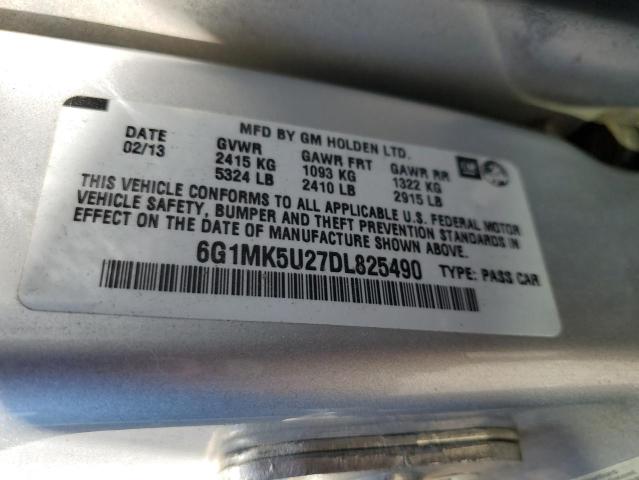 MFD BY GM HOLDEN LTD.
DATE GVWR GAWR FRT GAWR RR
02/13 2415 KG 1093 KG 1322 KG
5324 LB 2410 LB 2915 LB
THIS VEHICLE CONFORMS TO ALL APPLICABLE U.S. FEDERAL MOTOR
VEHICLE SAFETY, BUMPER AND THEFT PREVENTION STANDARDS IN
EFFECT ON THE DATE OF MANUFACTURE SHOWN ABOVE.
6G1MK5U27DL825490 TYPE: PASS CAR
GM